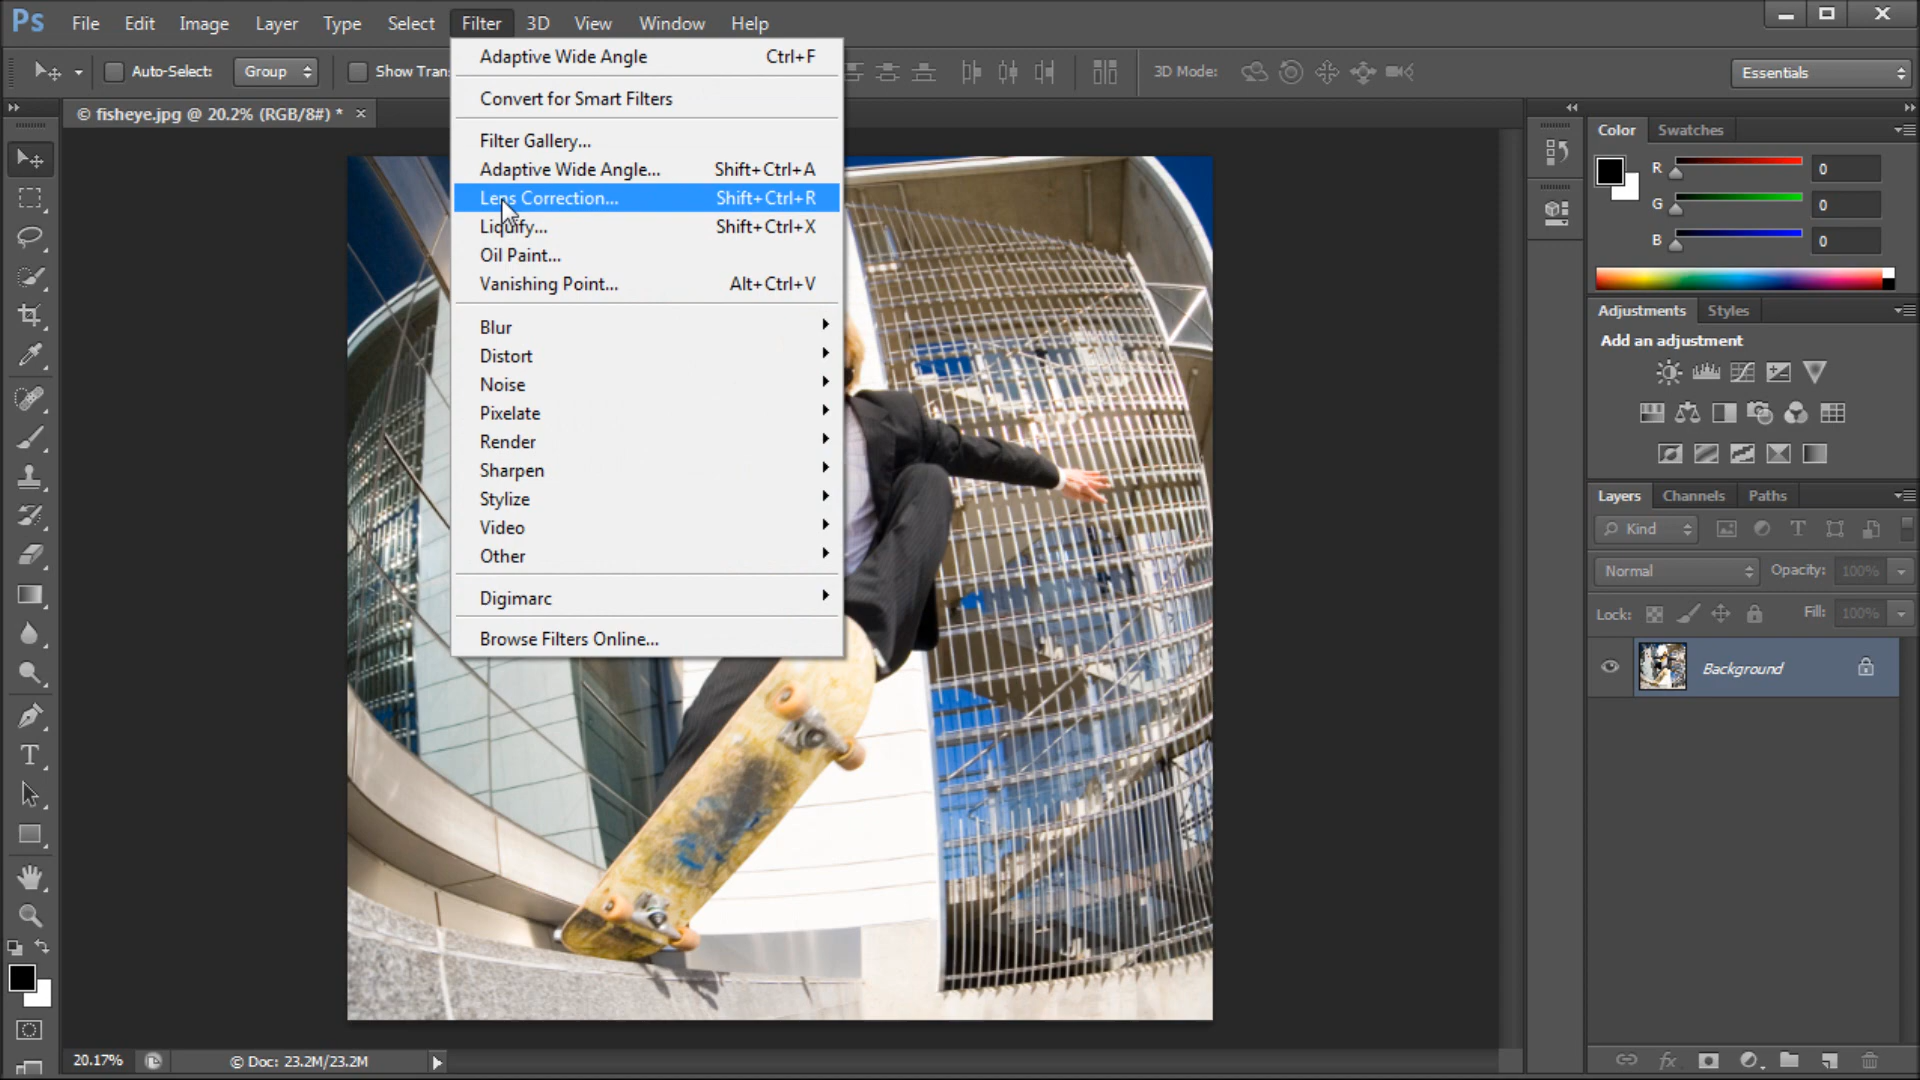 Ps File Edit Image Layer Type Select Filter 3D View Window Help
Auto-Select: Group Show Tran 3D Mode: Essentials
© fisheye.jpg @ 20.2% (RGB/8#) * ×
Adaptive Wide Angle Ctrl+F
Convert for Smart Filters
Filter Gallery...
Adaptive Wide Angle... Shift+Ctrl+A
Lens Correction... Shift+Ctrl+R
Liquify... Shift+Ctrl+X
Oil Paint...
Vanishing Point... Alt+Ctrl+V
Blur
Distort
Noise
Pixelate
Render
Sharpen
Stylize
Video
Other
Digimarc
Browse Filters Online...
Color Swatches
R 0
G 0
B 0
Adjustments Styles
Add an adjustment
Layers Channels Paths
Kind
Normal Opacity: 100%
Lock: Fill: 100%
Background
20.17% © Doc: 23.2M/23.2M